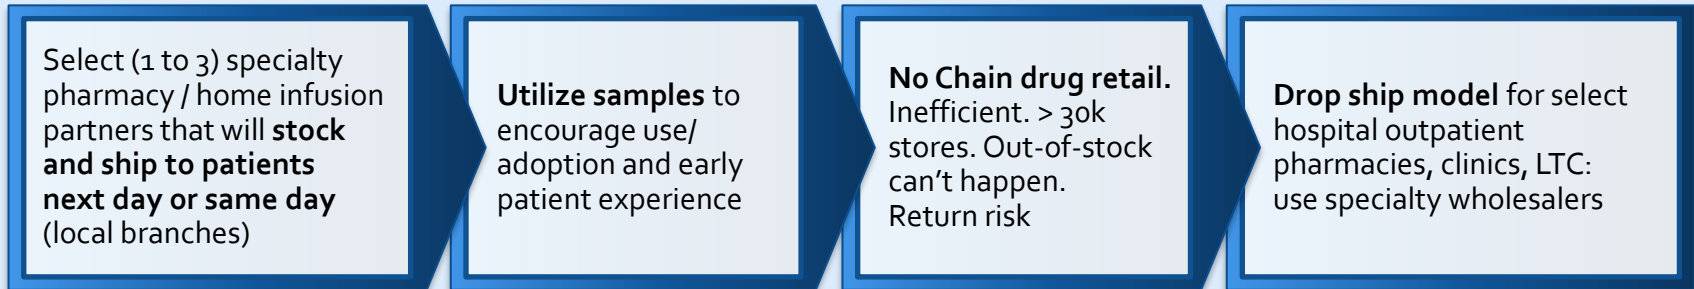 Select (1 to 3) specialty
pharmacy / home infusion
partners that will stock
and ship to patients
next day or same day
(local branches)
Utilize samples to
encourage use/
adoption and early
patient experience
No Chain drug retail.
Inefficient. > 30k
stores. Out-of-stock
can't happen.
Return risk
Drop ship model for select
hospital outpatient
pharmacies, clinics, LTC:
use specialty wholesalers